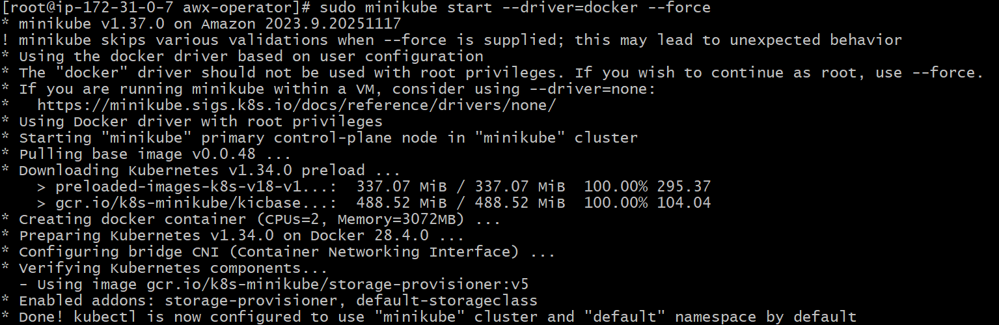 [root@ip-172-31-0-7 awx-operator]# sudo minikube start --driver=docker --force
* minikube v1.37.0 on Amazon 2023.9.20251117
! minikube skips various validations when --force is supplied; this may lead to unexpected behavior
* Using the docker driver based on user configuration
* The "docker" driver should not be used with root privileges. If you wish to continue as root, use --force.
* If you are running minikube within a VM, consider using --driver=none:
*   https://minikube.sigs.k8s.io/docs/reference/drivers/none/
* Using Docker driver with root privileges
* Starting "minikube" primary control-plane node in "minikube" cluster
* Pulling base image v0.0.48 ...
* Downloading Kubernetes v1.34.0 preload ...
    > preloaded-images-k8s-v18-v1...:  337.07 MiB / 337.07 MiB  100.00% 295.37
    > gcr.io/k8s-minikube/kicbase...:  488.52 MiB / 488.52 MiB  100.00% 104.04
* Creating docker container (CPUs=2, Memory=3072MB) ...
* Preparing Kubernetes v1.34.0 on Docker 28.4.0 ...
* Configuring bridge CNI (Container Networking Interface) ...
* Verifying Kubernetes components...
  - Using image gcr.io/k8s-minikube/storage-provisioner:v5
* Enabled addons: storage-provisioner, default-storageclass
* Done! kubectl is now configured to use "minikube" cluster and "default" namespace by default